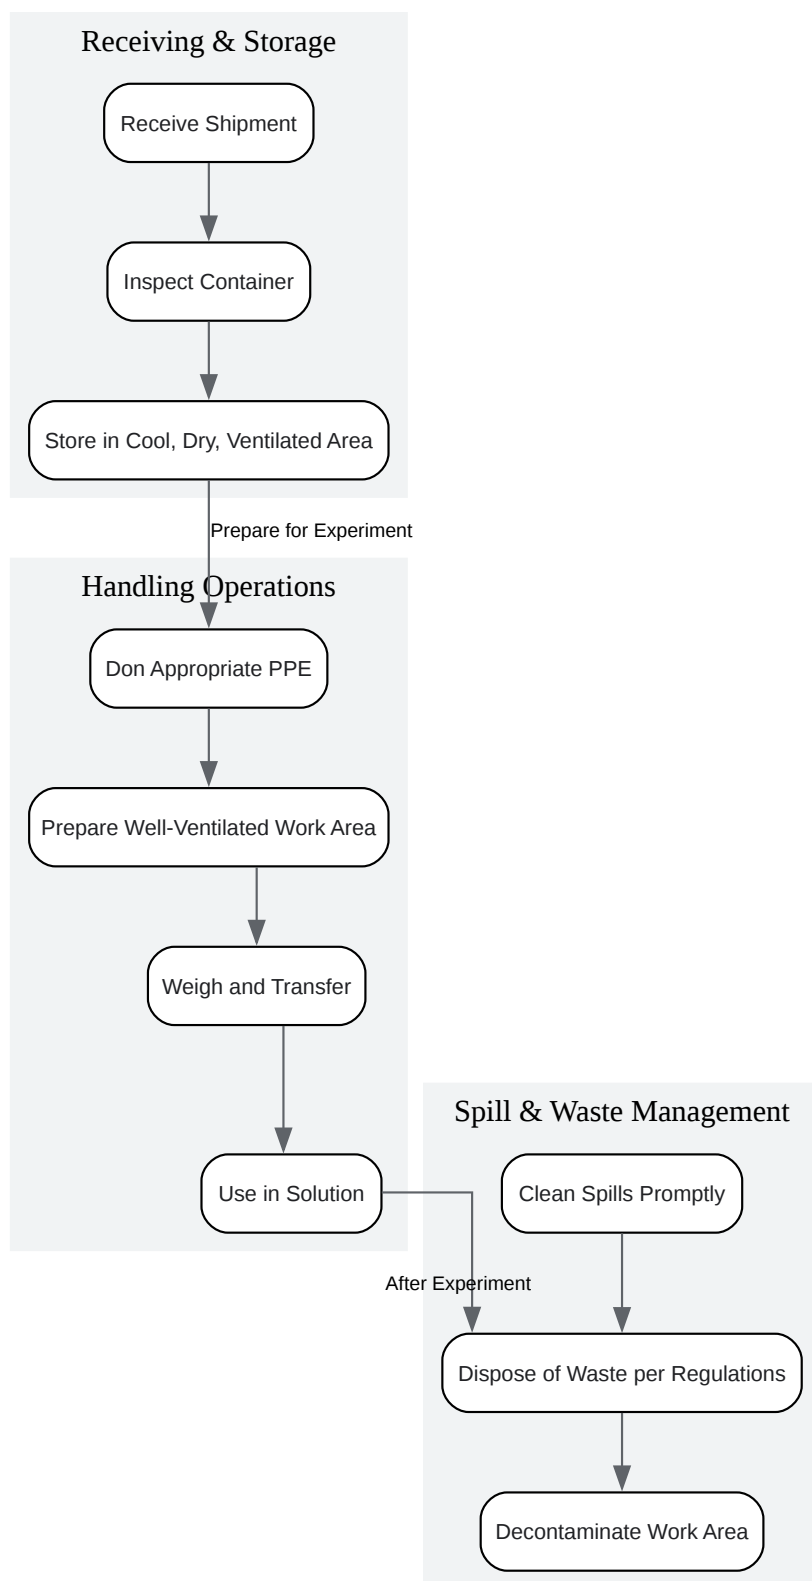 Receiving & Storage
Receive Shipment
Inspect Container
Store in Cool, Dry, Ventilated Area
Prepare for Experiment
Handling Operations
Don Appropriate PPE
Prepare Well-Ventilated Work Area
Weigh and Transfer
Use in Solution
Spill & Waste Management
Clean Spills Promptly
After Experiment
Dispose of Waste per Regulations
Decontaminate Work Area